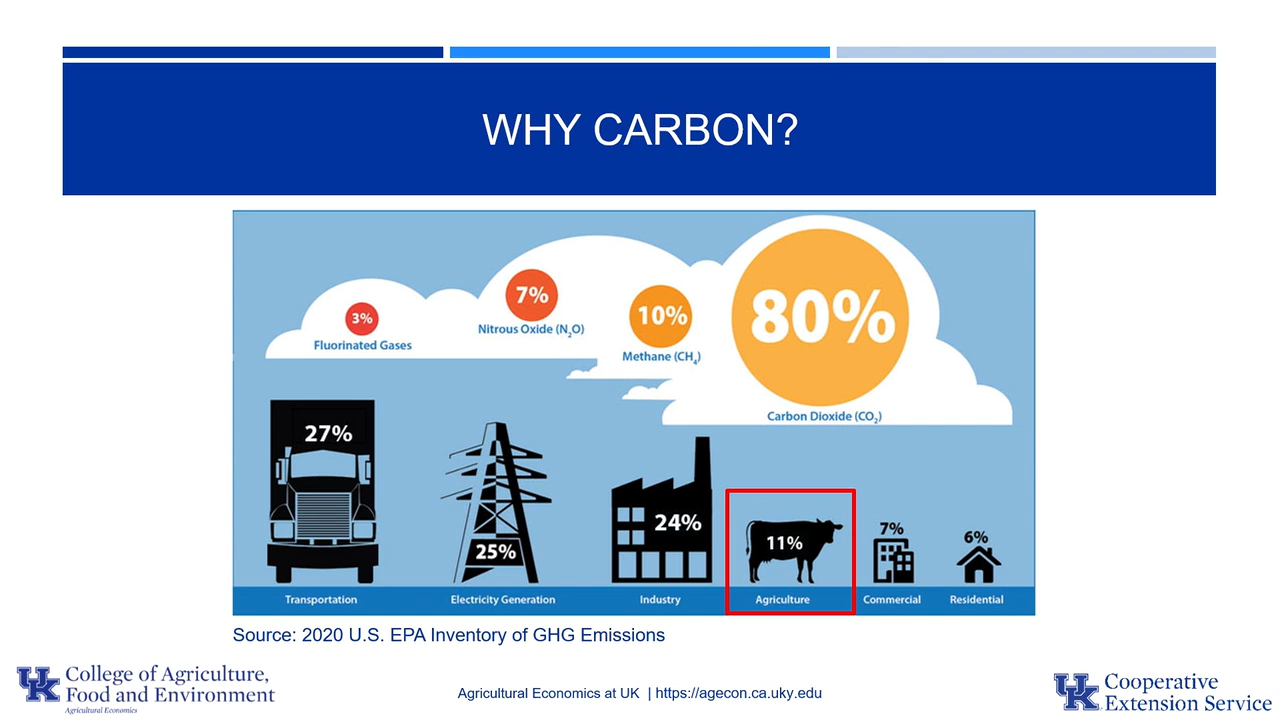 WHY CARBON?
3%
Fluorinated Gases
7%
Nitrous Oxide (N₂O)
10%
Methane (CH₄)
80%
Carbon Dioxide (CO₂)
27%
25%
24%
11%
7%
6%
Transportation
Electricity Generation
Industry
Agriculture
Commercial
Residential
Source: 2020 U.S. EPA Inventory of GHG Emissions
UK
College of Agriculture,
Food and Environment
Agricultural Economics
Agricultural Economics at UK | https://agecon.ca.uky.edu
UK
Cooperative
Extension Service